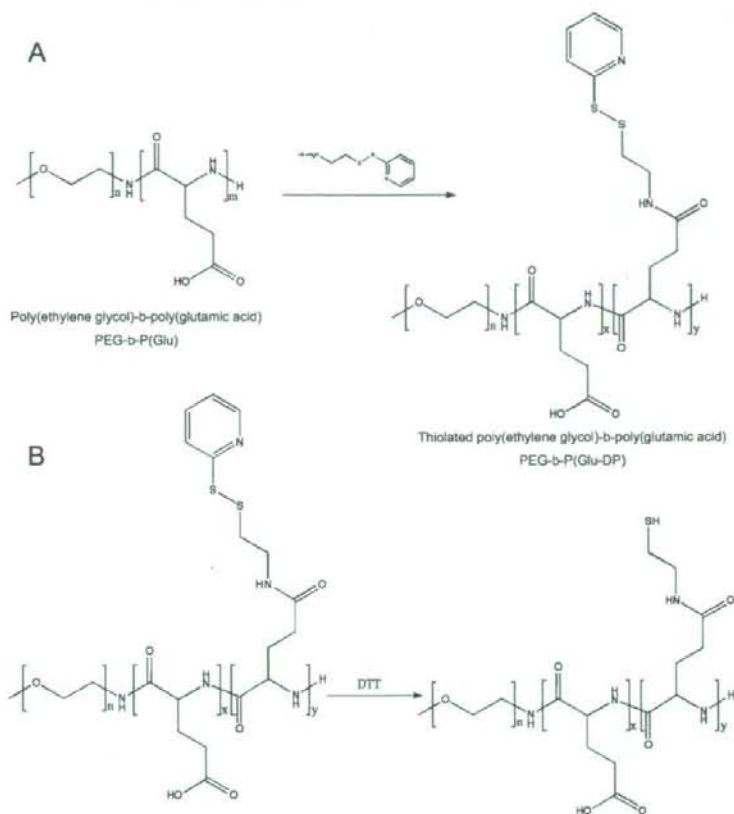 A
Poly(ethylene glycol)-b-poly(glutamic acid)
PEG-b-P(Glu)
Thiolated poly(ethylene glycol)-b-poly(glutamic acid)
PEG-b-P(Glu-DP)
B
DTT